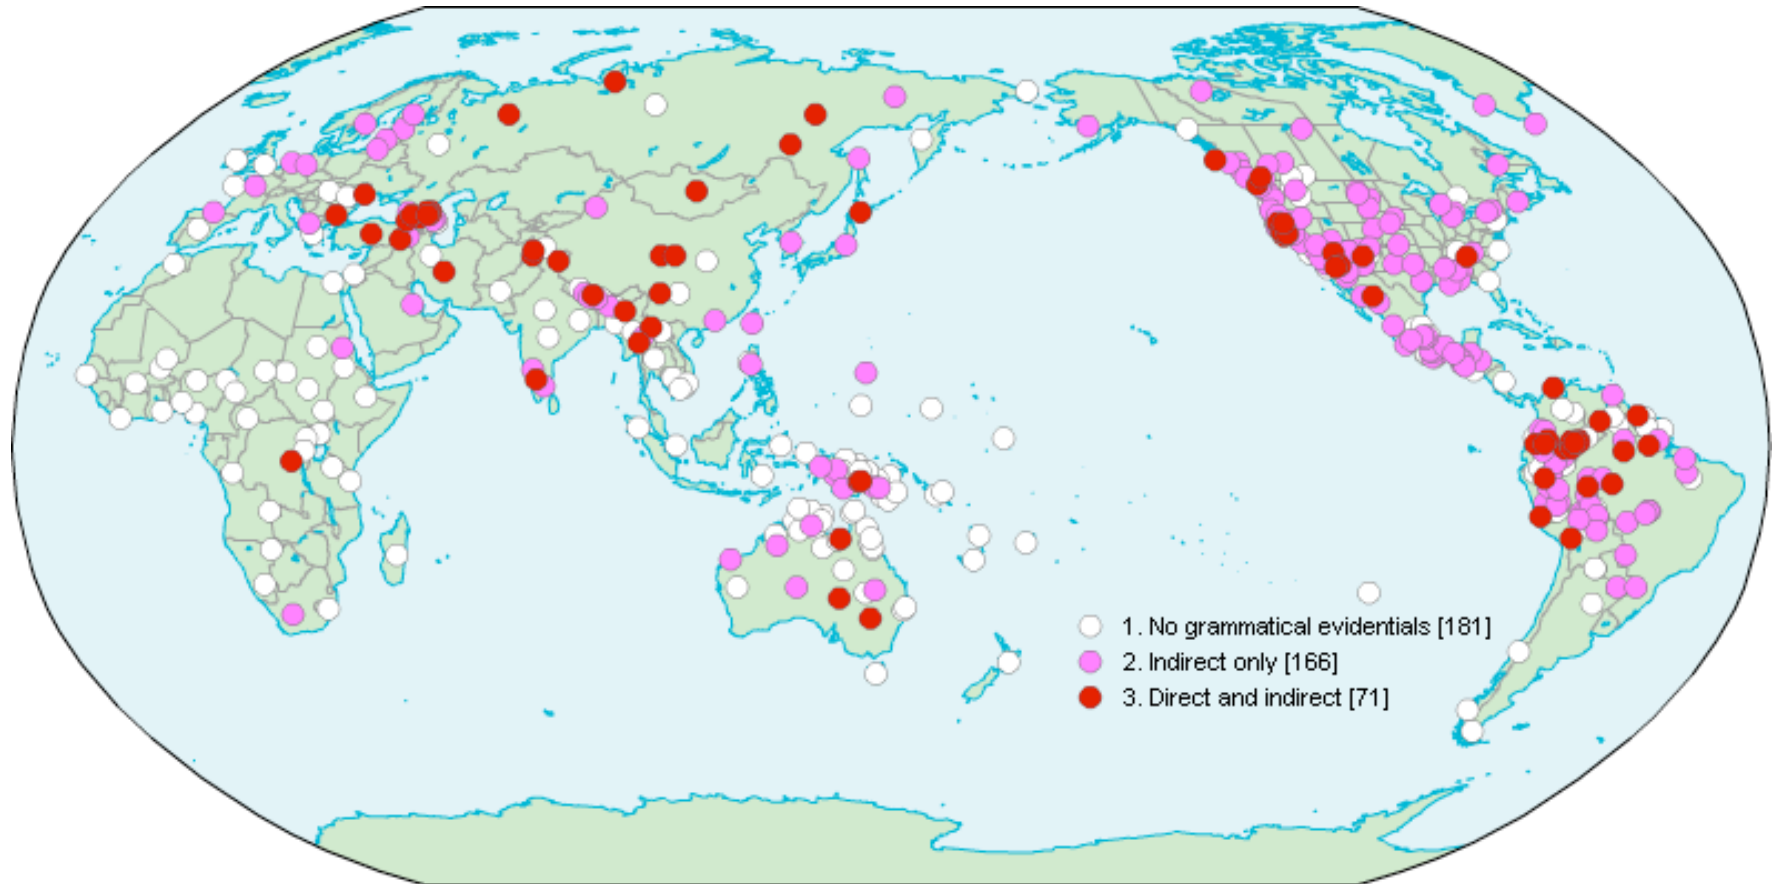 1. No grammatical evidentials [181]
2. Indirect only [166]
3. Direct and indirect [71]